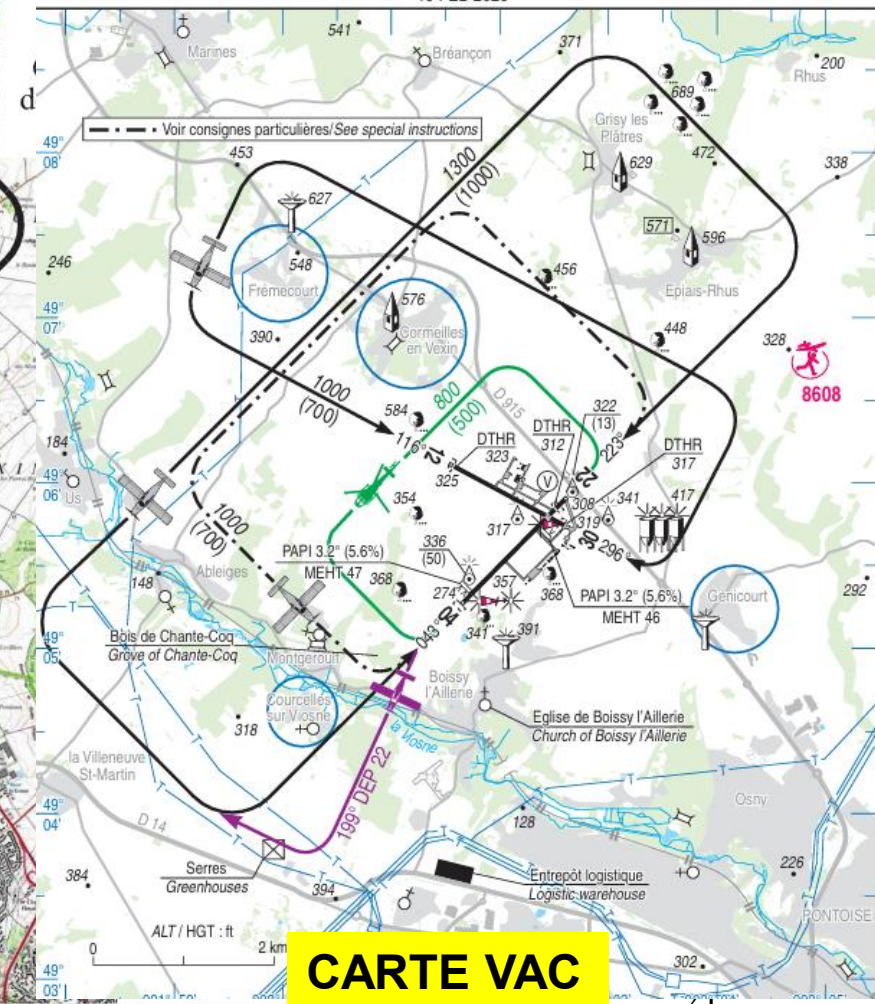 541
371
200
Marines
Bréançon
Rhus
689
d
Voir consignes particulières/See special instructions
Grisy les
Plâtres
49°
08'
453
472
338
1300
(1000)
629
627
571
596
246
548
456
Frémecourt
Epiais-Rhus
49°
07'
576
Cormeilles
en Vexin
448
390
328
8608
1000
(700)
800
(500)
D 915
584
322
(13)
DTHR
312
223°
116°
12
DTHR
323
DTHR
317
184
325
22
V
Us
308
341
417
49°
06'
354
317
319
1000
(700)
30
296°
336
(50)
PAPI 3.2° (5.6%)
MEHT 47
Ableiges
148
274
357
368
368
PAPI 3.2° (5.6%)
MEHT 46
292
Génicourt
04
341
391
043°
Bois de Chante-Coq
Grove of Chante-Coq
49°
05'
Montgeroult
Boissy
l'Aillerie
Courcelles
sur Viosne
318
Eglise de Boissy l'Aillerie
Church of Boissy l'Aillerie
la Viosne
la Villeneuve
St-Martin
199° DEP 22
Osny
49°
04'
D 14
128
Serres
Greenhouses
226
384
394
Entrepôt logistique
Logistic warehouse
PONTOISE
ALT / HGT : ft
0
2 km
302
49°
03'
CARTE VAC